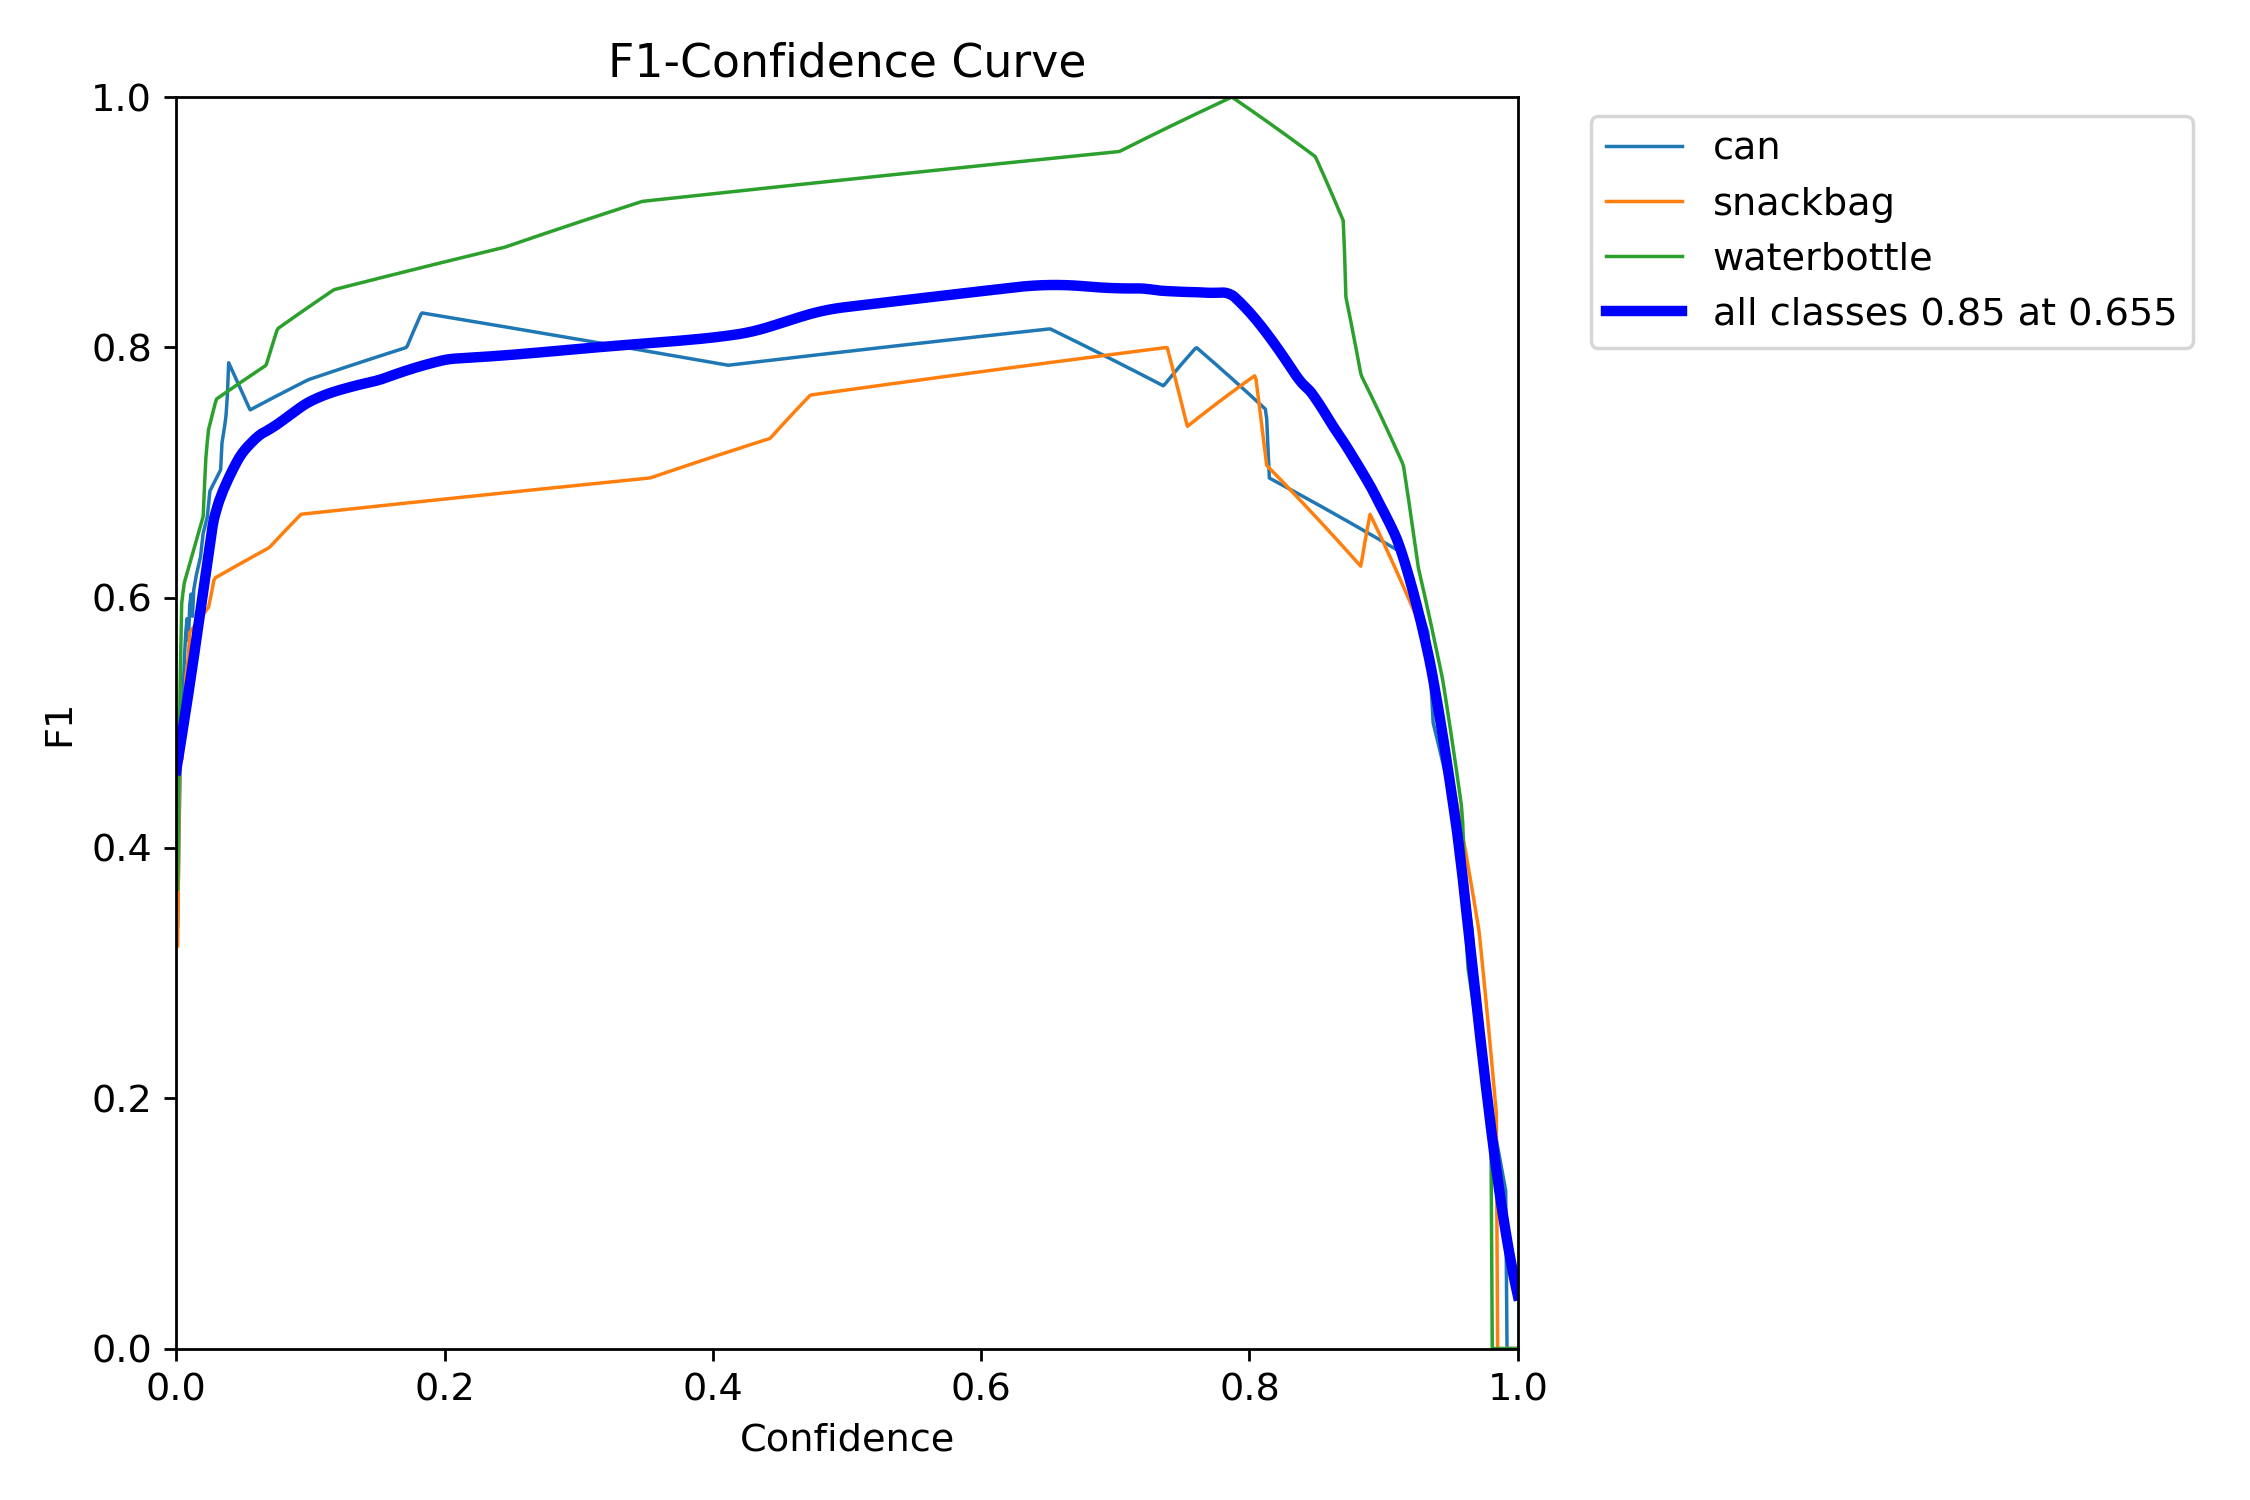 F1-Confidence Curve
1.0
0.8
0.6
0.4
0.2
0.0
F1
0.0 0.2 0.4 0.6 0.8 1.0
Confidence
can
snackbag
waterbottle
all classes 0.85 at 0.655